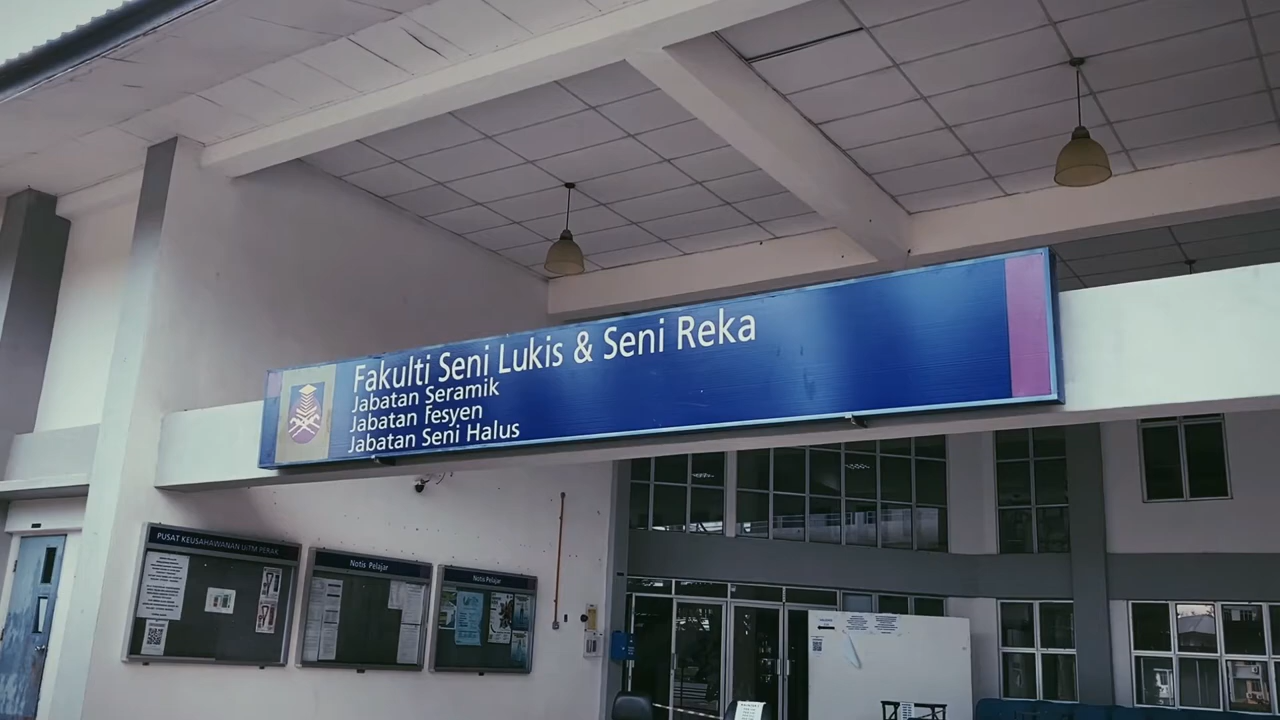 Fakulti Seni Lukis & Seni Reka
Jabatan Seramik
Jabatan Fesyen
Jabatan Seni Halus
PUSAT KEUSAHAWANAN UiTM PERAK
Notis Pelajar
Notis Pelajar